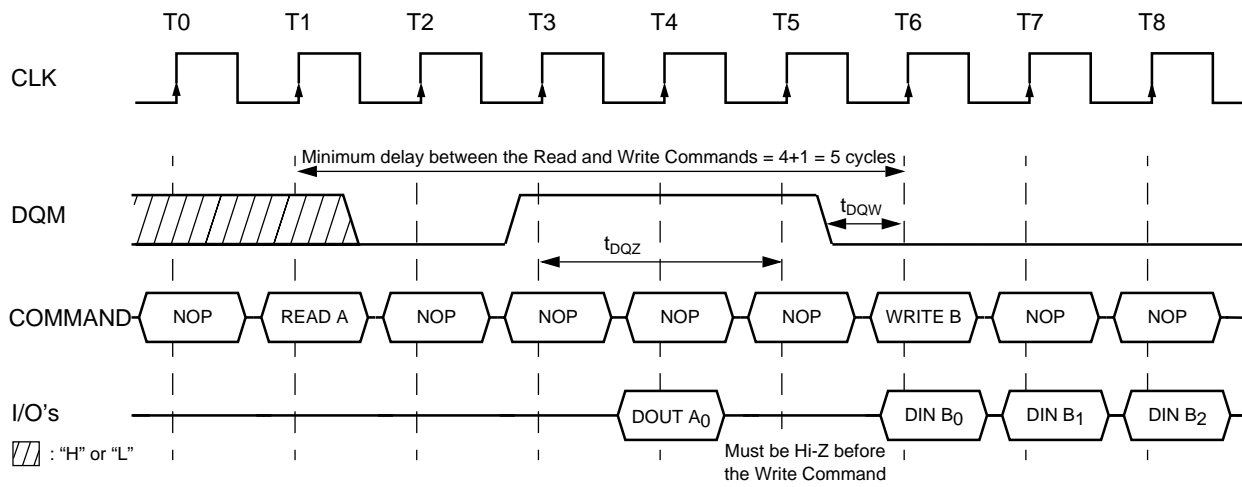 T0 T1 T2 T3 T4 T5 T6 T7 T8
CLK
Minimum delay between the Read and Write Commands = 4+1 = 5 cycles
DQM
tDQW
tDQZ
COMMAND NOP READ A NOP NOP NOP NOP WRITE B NOP NOP
I/O's DOUT A0 DIN B0 DIN B1 DIN B2
: “H” or “L”
Must be Hi-Z before
the Write Command